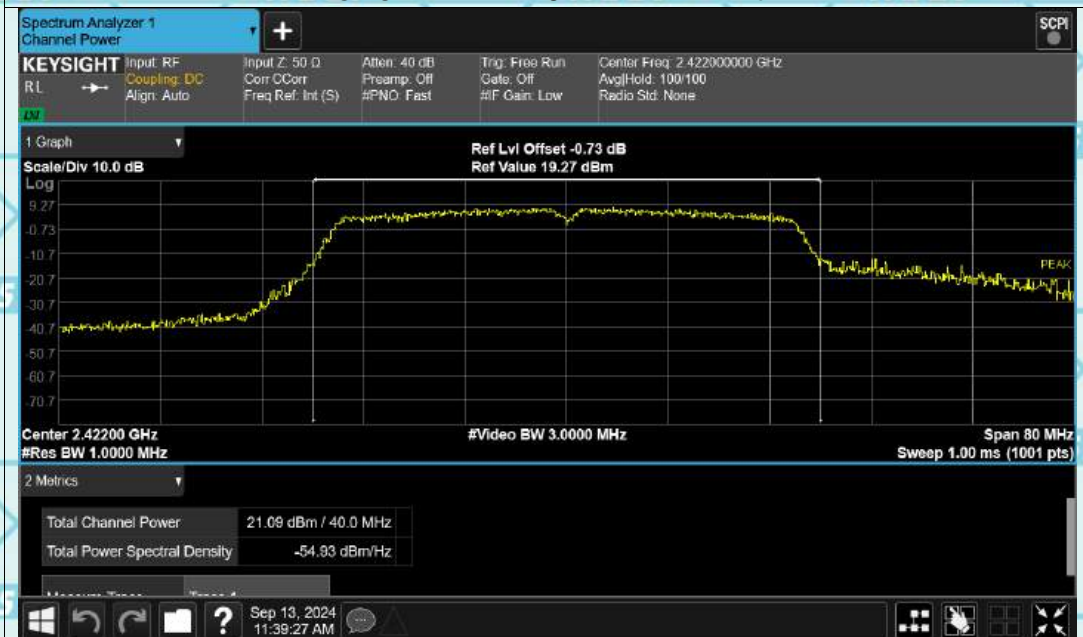 Spectrum Analyzer 1
Channel Power
+
SCPI
KEYSIGHT Input: RF Input Z: 50 Ω Atten: 40 dB Trig: Free Run Center Freq: 2.422000000 GHz
RL Coupling: DC Corr CCorr Preamp: Off Gate: Off Avg|Hold: 100/100
Align: Auto Freq Ref: Int (S) #PNO: Fast #IF Gain: Low Radio Std: None
1 Graph
Ref Lvl Offset -0.73 dB
Scale/Div 10.0 dB Ref Value 19.27 dBm
Log
9.27
-0.73
-10.7
PEAK
-20.7
-30.7
-40.7
-50.7
-60.7
-70.7
Center 2.42200 GHz #Video BW 3.0000 MHz Span 80 MHz
#Res BW 1.0000 MHz Sweep 1.00 ms (1001 pts)
2 Metrics
Total Channel Power 21.09 dBm / 40.0 MHz
Total Power Spectral Density -54.93 dBm/Hz
?
Sep 13, 2024
11:39:27 AM